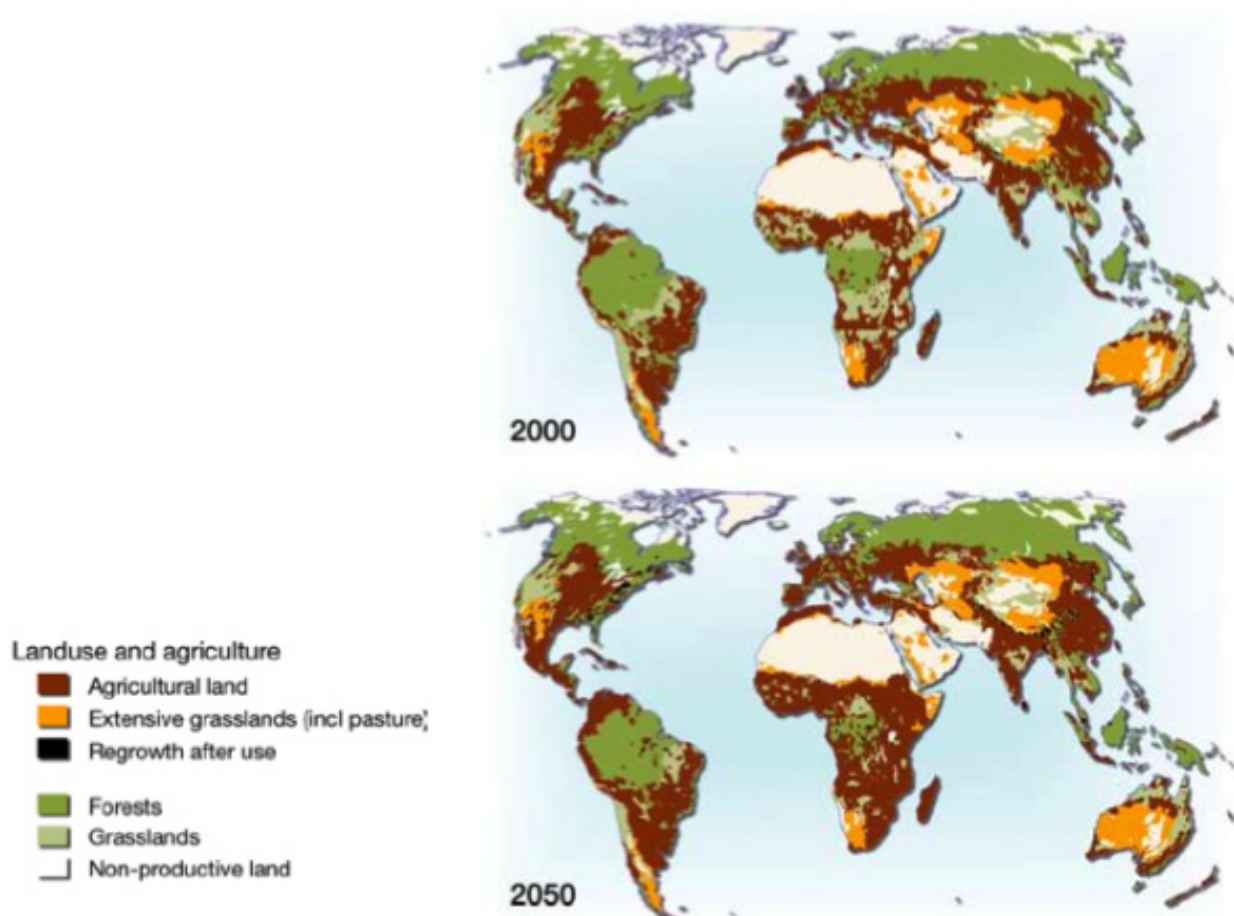 2000
Landuse and agriculture
Agricultural land
Extensive grasslands (incl pasture)
Regrowth after use
Forests
Grasslands
Non-productive land
2050